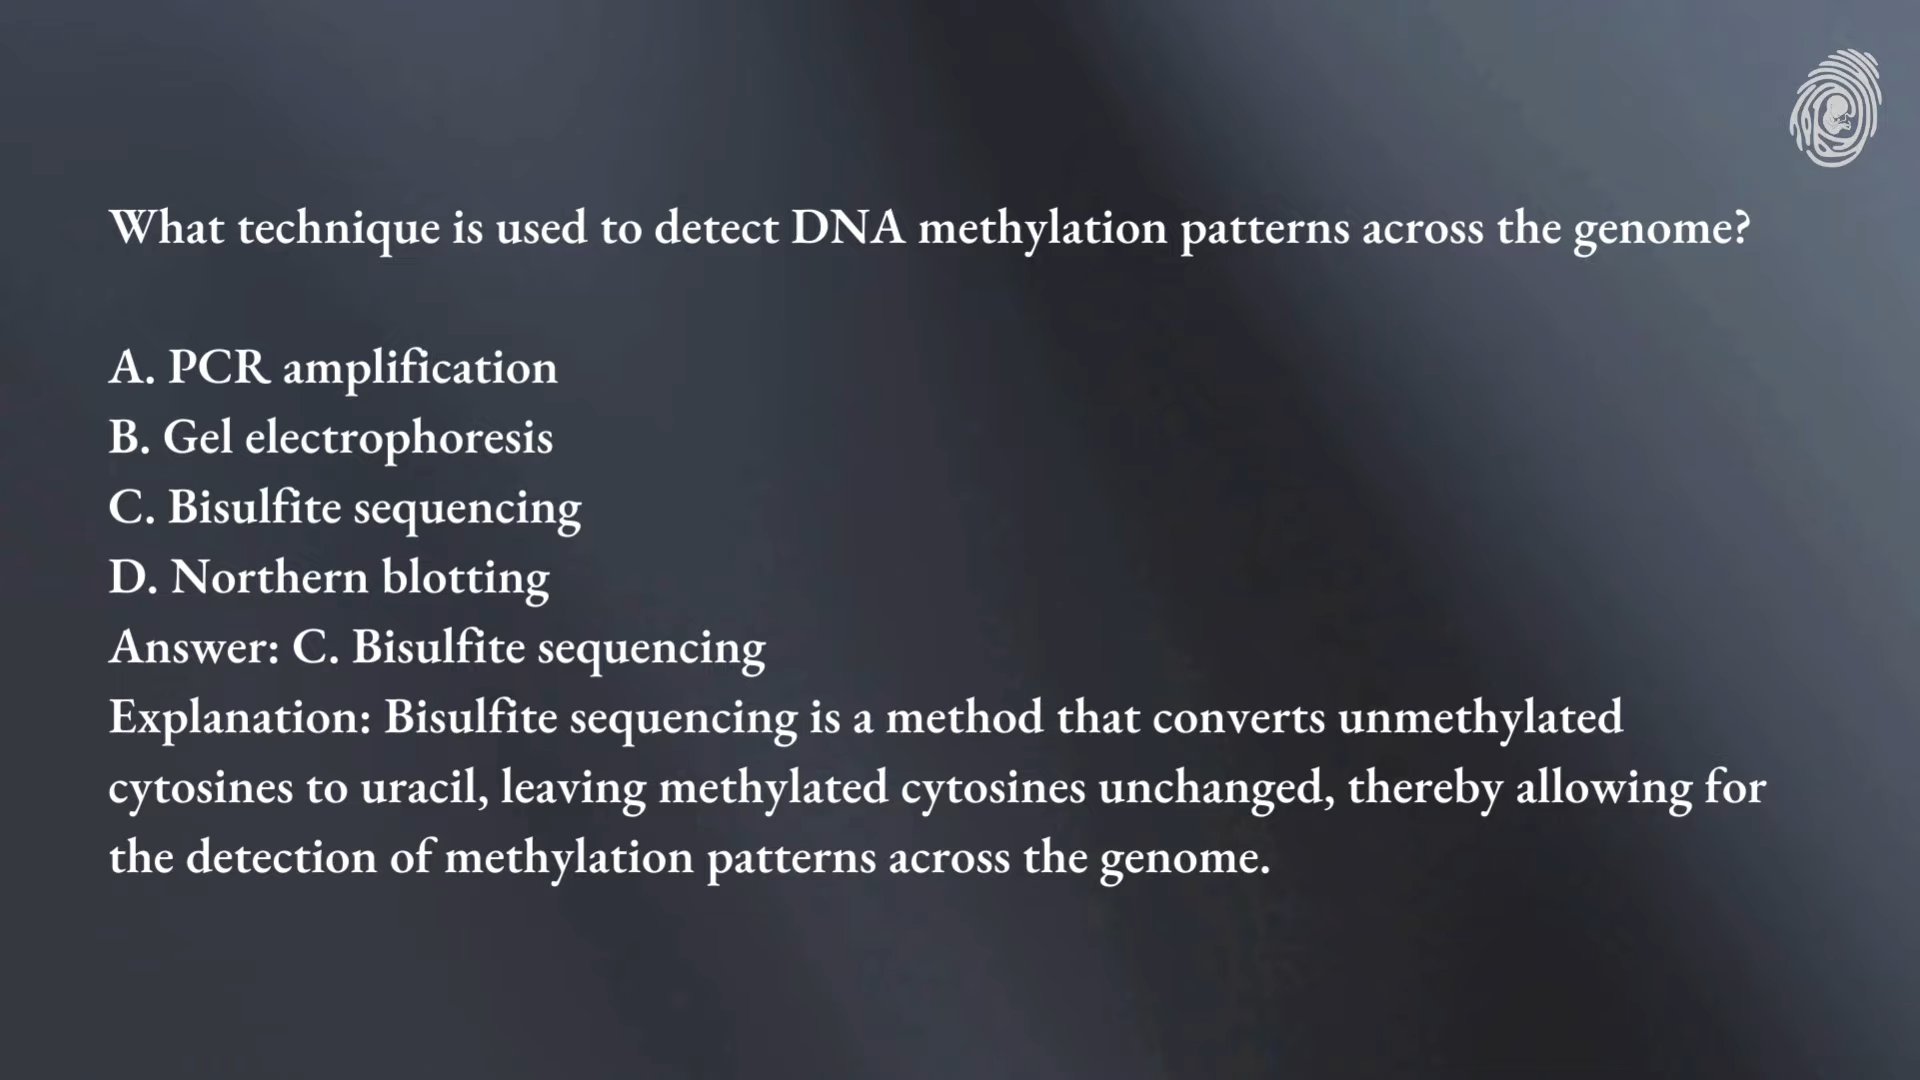 What technique is used to detect DNA methylation patterns across the genome?
A. PCR amplification
B. Gel electrophoresis
C. Bisulfite sequencing
D. Northern blotting
Answer: C. Bisulfite sequencing
Explanation: Bisulfite sequencing is a method that converts unmethylated
cytosines to uracil, leaving methylated cytosines unchanged, thereby allowing for
the detection of methylation patterns across the genome.